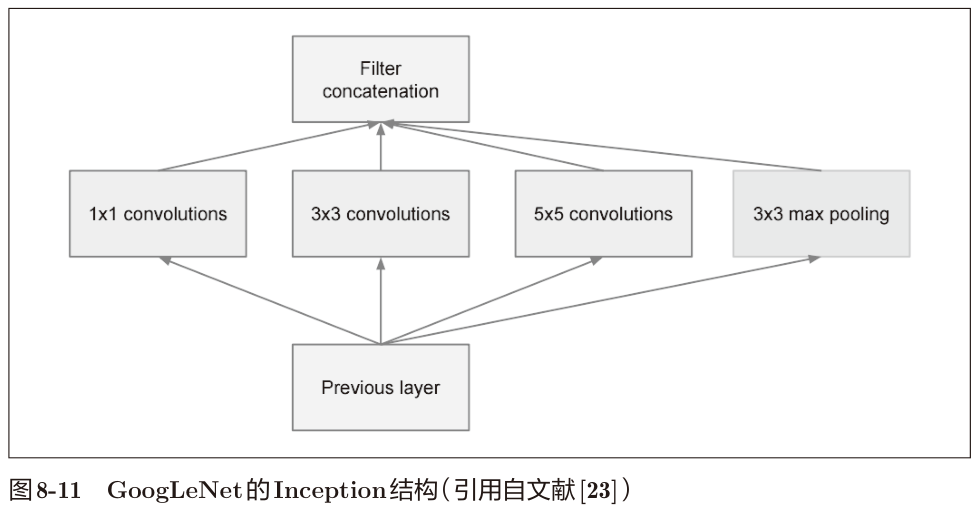 Filter
concatenation
1x1 convolutions
3x3 convolutions
5x5 convolutions
3x3 max pooling
Previous layer
图8-11 GoogLeNet的Inception结构（引用自文献[23]）